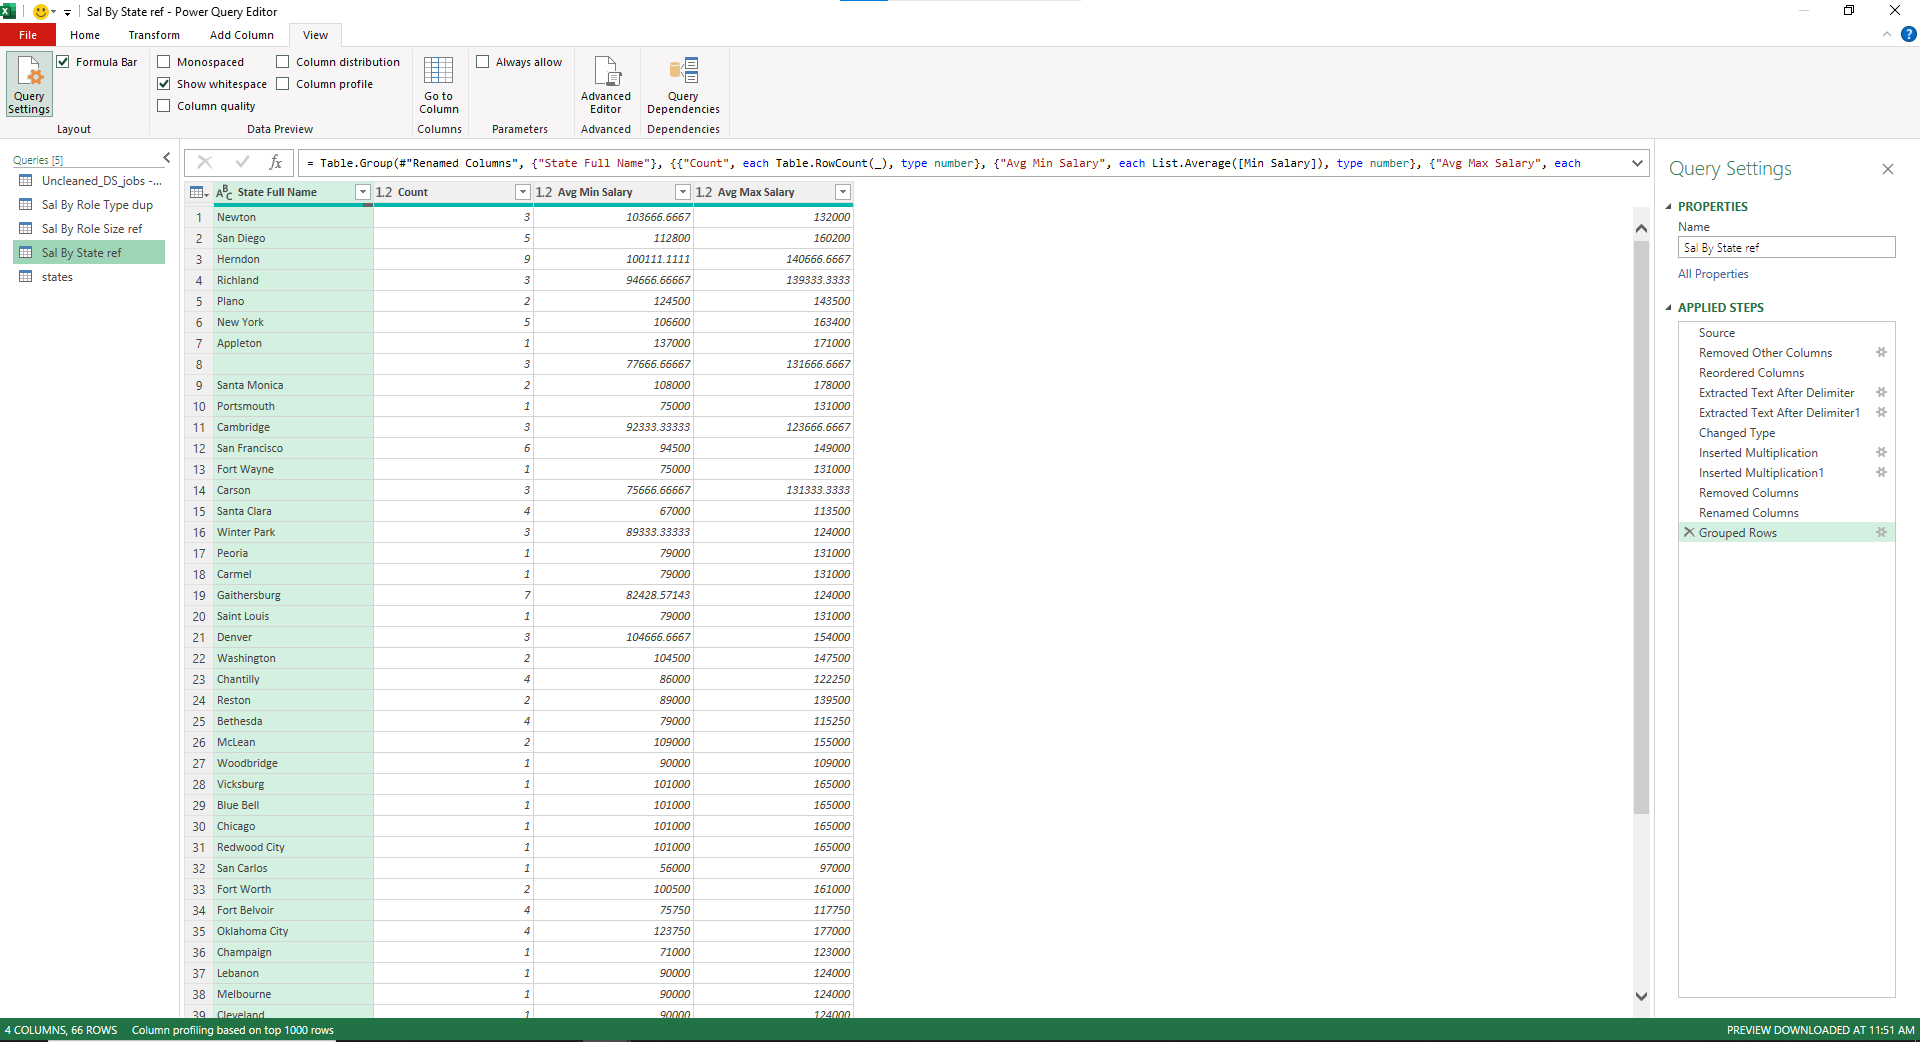 Sal By State ref - Power Query Editor
File Home Transform Add Column View
Query Settings
Formula Bar
Layout
Monospaced
Show whitespace
Column quality
Column distribution
Column profile
Data Preview
Go to Column
Columns
Always allow
Parameters
Advanced Editor
Advanced
Query Dependencies
Dependencies
Queries [5]
Uncleaned_DS_jobs -...
Sal By Role Type dup
Sal By Role Size ref
Sal By State ref
states
fx = Table.Group(#"Renamed Columns", {"State Full Name"}, {{"Count", each Table.RowCount(_), type number}, {"Avg Min Salary", each List.Average([Min Salary]), type number}, {"Avg Max Salary", each
ABC State Full Name 1.2 Count 1.2 Avg Min Salary 1.2 Avg Max Salary
1 Newton 3 103666.6667 132000
2 San Diego 5 112800 160200
3 Herndon 9 100111.1111 140666.6667
4 Richland 3 94666.66667 139333.3333
5 Plano 2 124500 143500
6 New York 5 106600 163400
7 Appleton 1 137000 171000
8 3 77666.66667 131666.6667
9 Santa Monica 2 108000 178000
10 Portsmouth 1 75000 131000
11 Cambridge 3 92333.33333 123666.6667
12 San Francisco 6 94500 149000
13 Fort Wayne 1 75000 131000
14 Carson 3 75666.66667 131333.3333
15 Santa Clara 4 67000 113500
16 Winter Park 3 89333.33333 124000
17 Peoria 1 79000 131000
18 Carmel 1 79000 131000
19 Gaithersburg 7 82428.57143 124000
20 Saint Louis 1 79000 131000
21 Denver 3 104666.6667 154000
22 Washington 2 104500 147500
23 Chantilly 4 86000 122250
24 Reston 2 89000 139500
25 Bethesda 4 79000 115250
26 McLean 2 109000 155000
27 Woodbridge 1 90000 109000
28 Vicksburg 1 101000 165000
29 Blue Bell 1 101000 165000
30 Chicago 1 101000 165000
31 Redwood City 1 101000 165000
32 San Carlos 1 56000 97000
33 Fort Worth 2 100500 161000
34 Fort Belvoir 4 75750 117750
35 Oklahoma City 4 123750 177000
36 Champaign 1 71000 123000
37 Lebanon 1 90000 124000
38 Melbourne 1 90000 124000
39 Cleveland 1 90000 124000
Query Settings
PROPERTIES
Name
Sal By State ref
All Properties
APPLIED STEPS
Source
Removed Other Columns
Reordered Columns
Extracted Text After Delimiter
Extracted Text After Delimiter1
Changed Type
Inserted Multiplication
Inserted Multiplication1
Removed Columns
Renamed Columns
Grouped Rows
4 COLUMNS, 66 ROWS Column profiling based on top 1000 rows
PREVIEW DOWNLOADED AT 11:51 AM